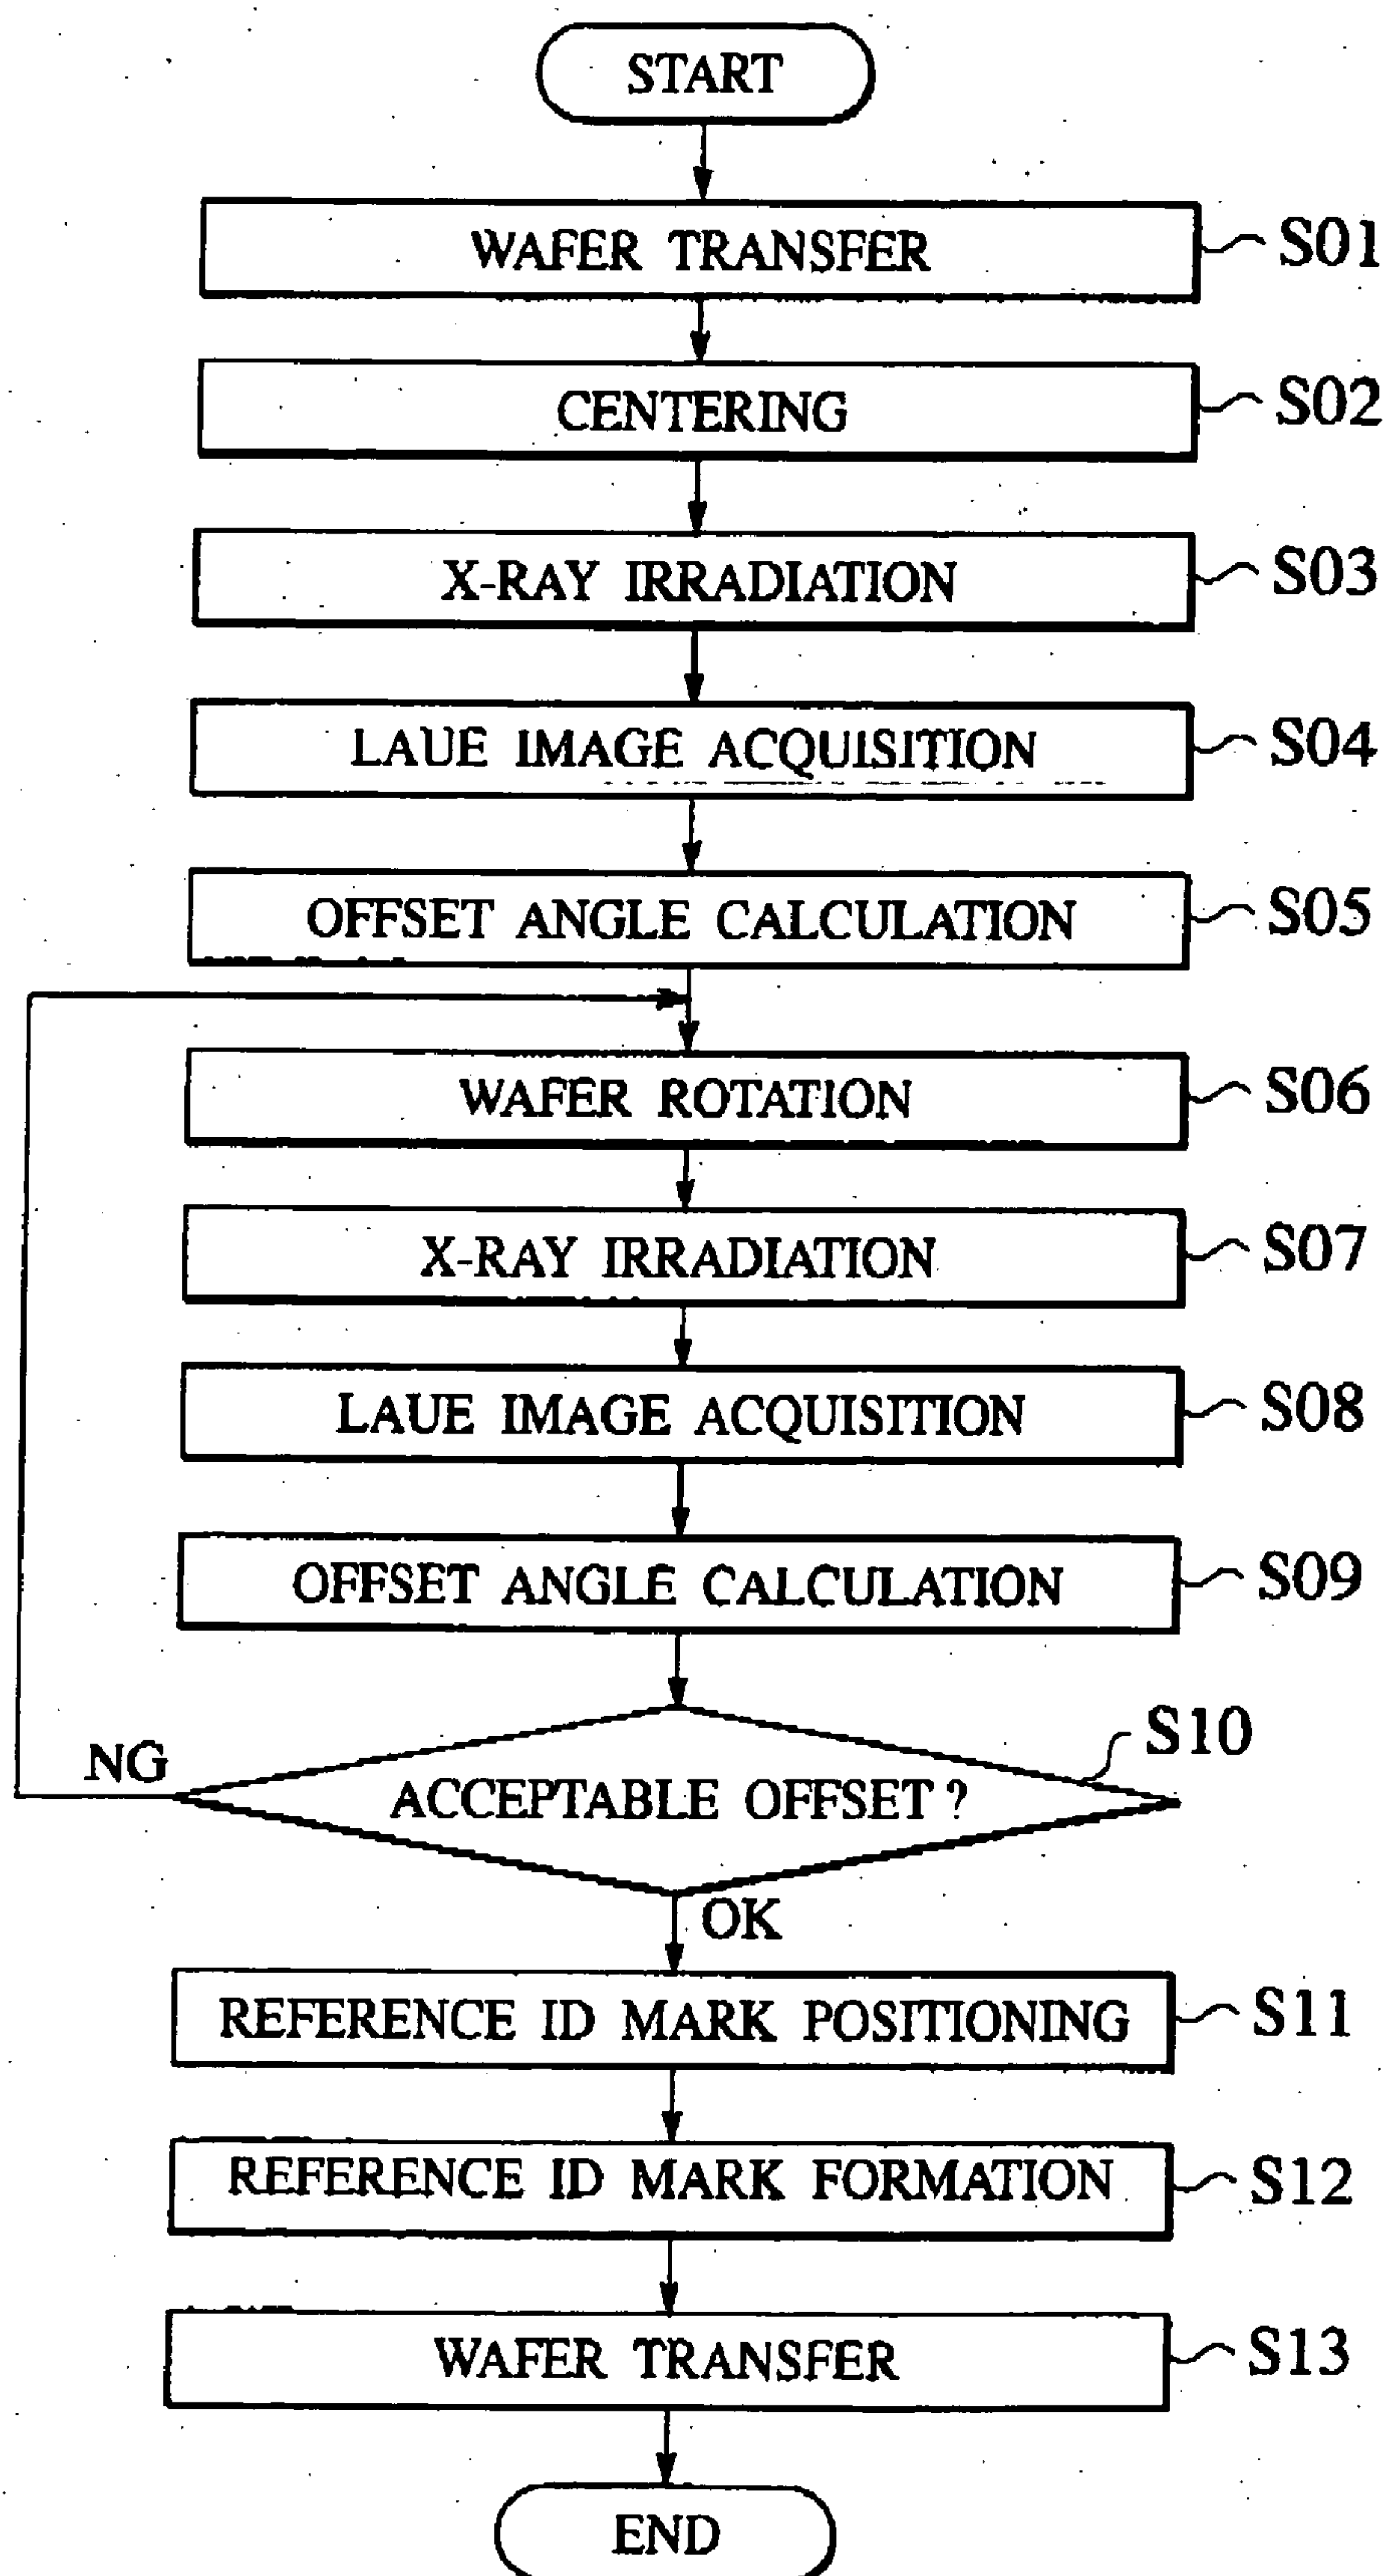 START
WAFER TRANSFER S01
CENTERING S02
X-RAY IRRADIATION S03
LAUE IMAGE ACQUISITION S04
OFFSET ANGLE CALCULATION S05
WAFER ROTATION S06
X-RAY IRRADIATION S07
LAUE IMAGE ACQUISITION S08
OFFSET ANGLE CALCULATION S09
S10
NG
ACCEPTABLE OFFSET ?
OK
REFERENCE ID MARK POSITIONING S11
REFERENCE ID MARK FORMATION S12
WAFER TRANSFER S13
END